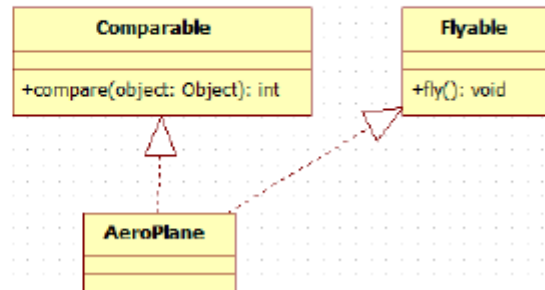 Comparable
+compare(object: Object): int
Flyable
+fly(): void
AeroPlane